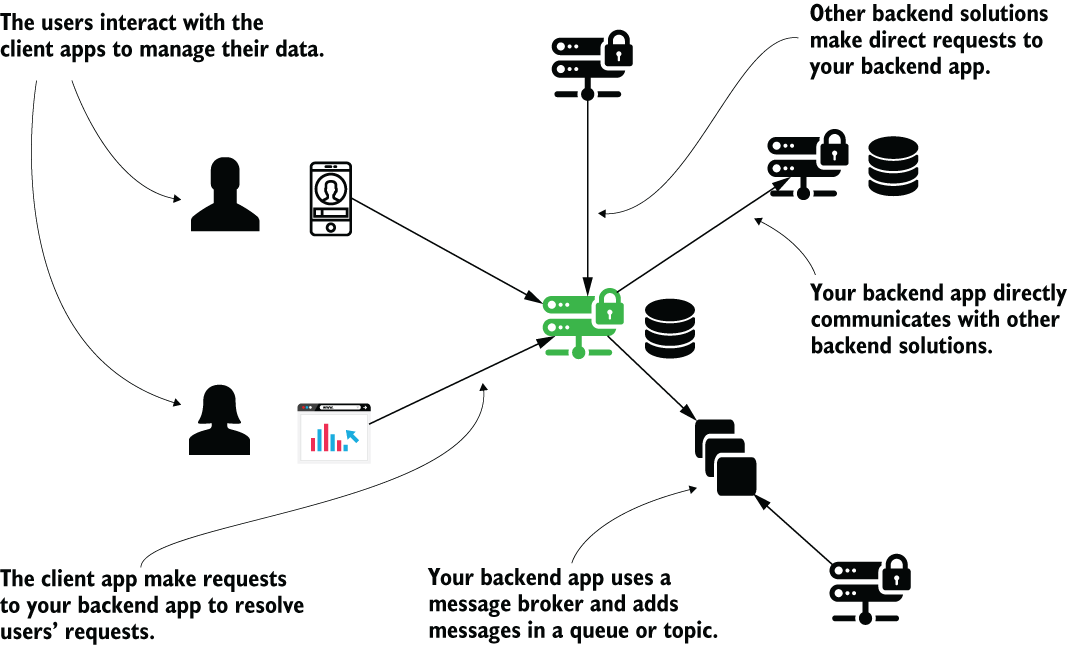 The users interact with the
client apps to manage their data.
Other backend solutions
make direct requests to
your backend app.
Your backend app directly
communicates with other
backend solutions.
The client app make requests
to your backend app to resolve
users’ requests.
Your backend app uses a
message broker and adds
messages in a queue or topic.